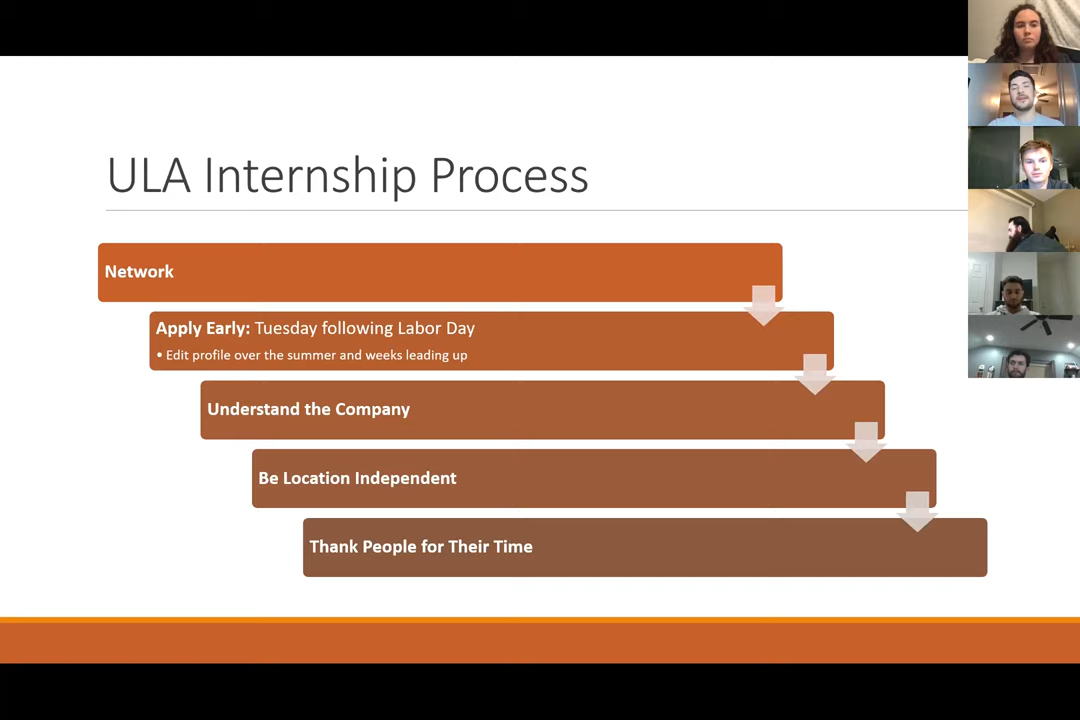 ULA Internship Process
Network
Apply Early: Tuesday following Labor Day
• Edit profile over the summer and weeks leading up
Understand the Company
Be Location Independent
Thank People for Their Time